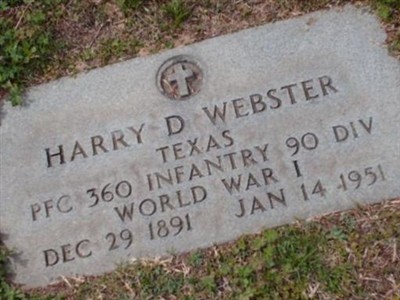 HARRY D WEBSTER
TEXAS
PFC 360 INFANTRY 90 DIV
WORLD WAR I
DEC 29 1891 JAN 14 1951